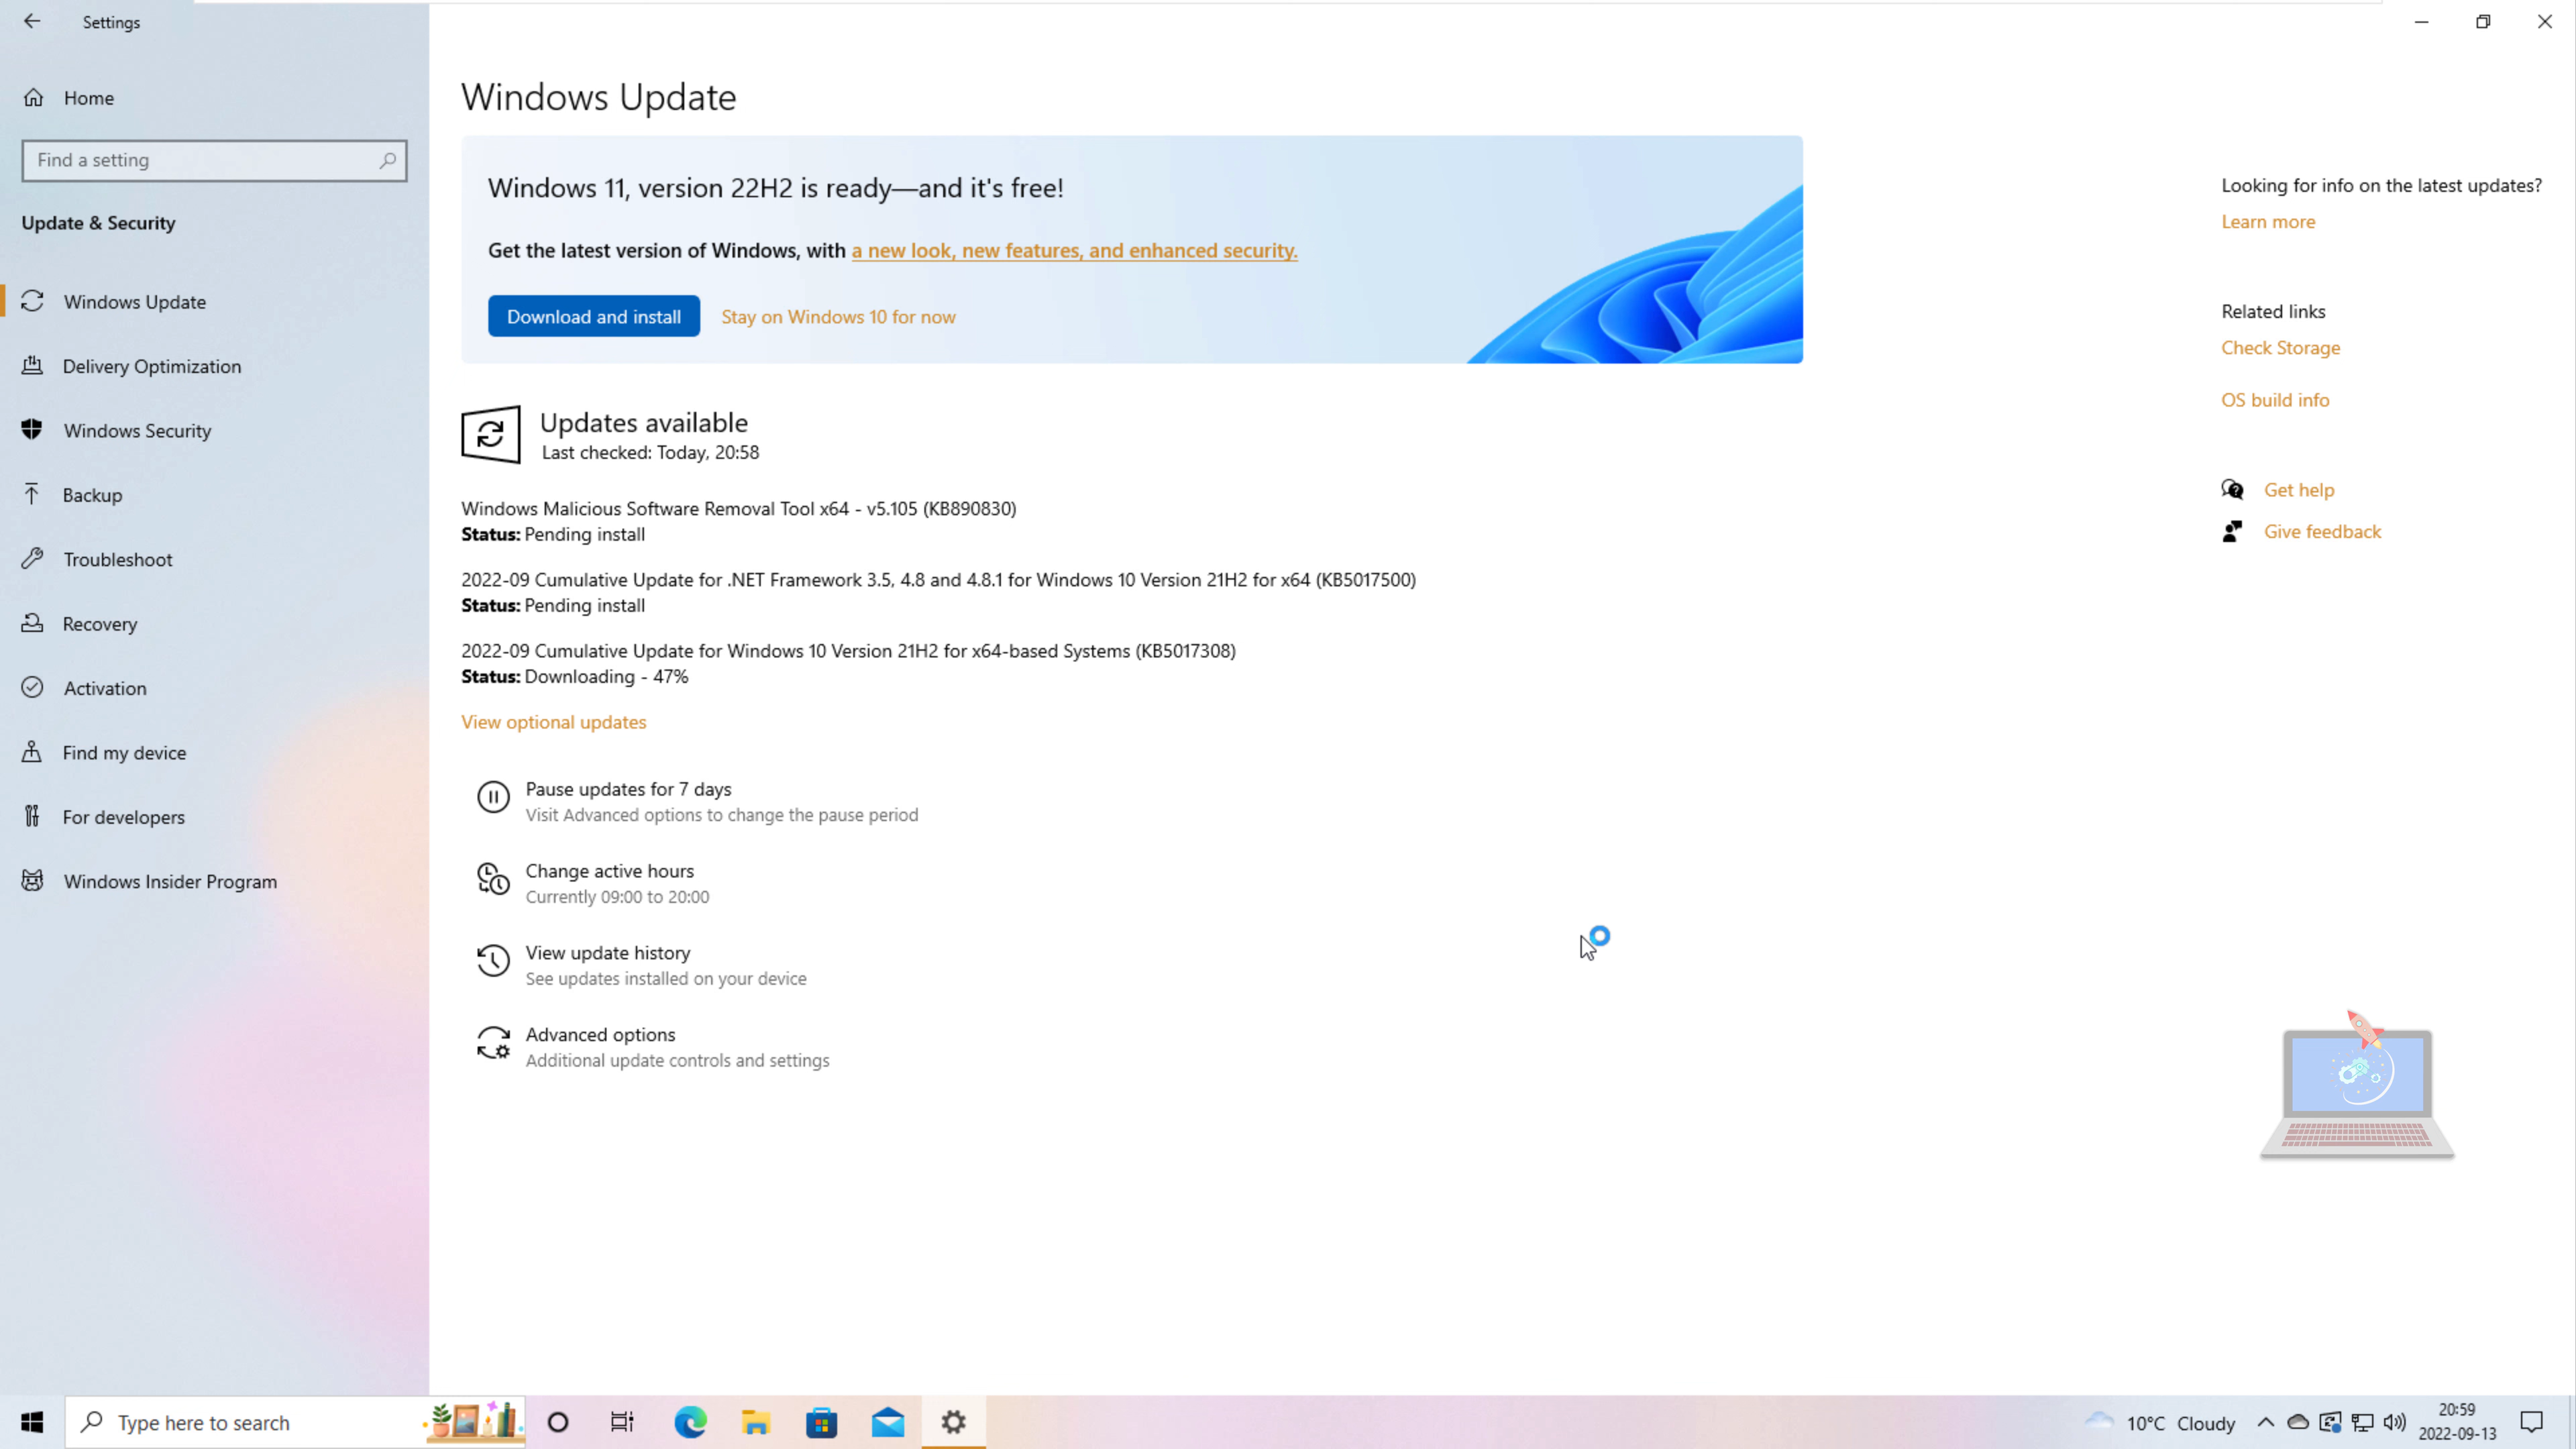 Settings
Home
Find a setting
Update & Security
Windows Update
Delivery Optimization
Windows Security
Backup
Troubleshoot
Recovery
Activation
Find my device
For developers
Windows Insider Program
Windows Update
Windows 11, version 22H2 is ready—and it's free!
Get the latest version of Windows, with a new look, new features, and enhanced security.
Download and install
Stay on Windows 10 for now
Updates available
Last checked: Today, 20:58
Windows Malicious Software Removal Tool x64 - v5.105 (KB890830)
Status: Pending install
2022-09 Cumulative Update for .NET Framework 3.5, 4.8 and 4.8.1 for Windows 10 Version 21H2 for x64 (KB5017500)
Status: Pending install
2022-09 Cumulative Update for Windows 10 Version 21H2 for x64-based Systems (KB5017308)
Status: Downloading - 47%
View optional updates
Pause updates for 7 days
Visit Advanced options to change the pause period
Change active hours
Currently 09:00 to 20:00
View update history
See updates installed on your device
Advanced options
Additional update controls and settings
Looking for info on the latest updates?
Learn more
Related links
Check Storage
OS build info
Get help
Give feedback
Type here to search
10°C Cloudy
20:59
2022-09-13